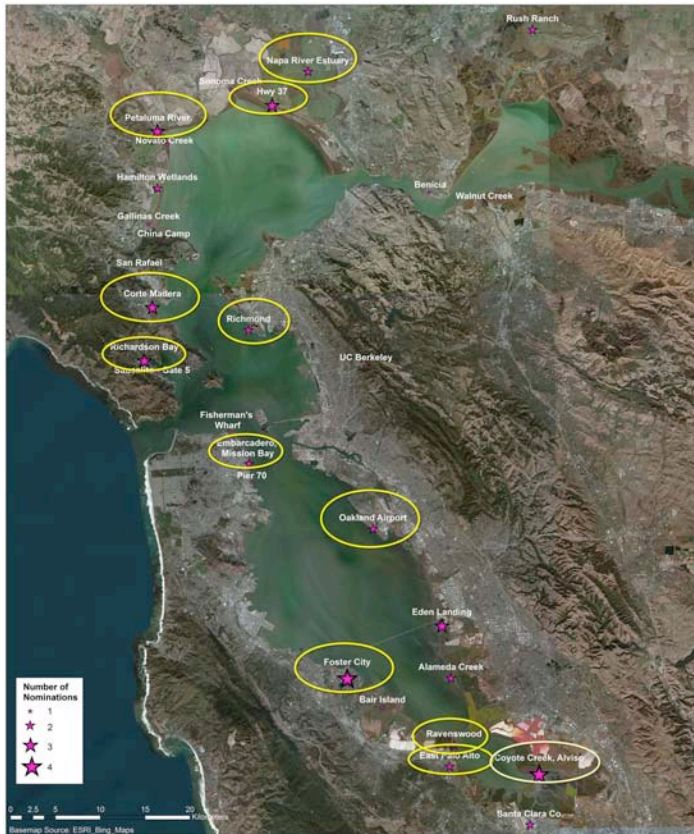 Rush Ranch
Napa River Estuary
Sonoma Creek
Hwy 37
Petaluma River
Novato Creek
Hamilton Wetlands
Benicia
Walnut Creek
Gallinas Creek
China Camp
San Rafael
Corte Madera
Richmond
Richardson Bay
UC Berkeley
Sausalito - Gate 5
Fisherman's
Wharf
Embarcadero,
Mission Bay
Pier 70
Oakland Airport
Eden Landing
Foster City
Alameda Creek
Bair Island
Number of
Nominations
1
2
3
4
Ravenswood
East Palo Alto
Coyote Creek, Alviso
0 2.5 5 10 15 20
Kilometers
Santa Clara Co.
Basemap Source: ESRI_Bing_Maps